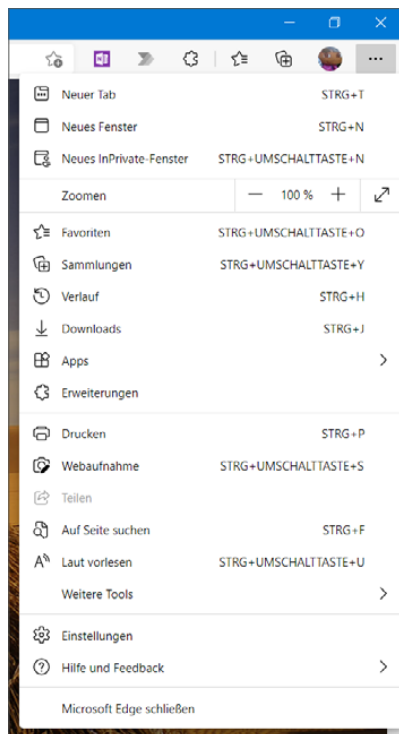 Neuer Tab STRG+T
Neues Fenster STRG+N
Neues InPrivate-Fenster STRG+UMSCHALTTASTE+N
Zoomen — 100 % +
Favoriten STRG+UMSCHALTTASTE+O
Sammlungen STRG+UMSCHALTTASTE+Y
Verlauf STRG+H
Downloads STRG+J
Apps
Erweiterungen
Drucken STRG+P
Webaufnahme STRG+UMSCHALTTASTE+S
Teilen
Auf Seite suchen STRG+F
Laut vorlesen STRG+UMSCHALTTASTE+U
Weitere Tools
Einstellungen
Hilfe und Feedback
Microsoft Edge schließen